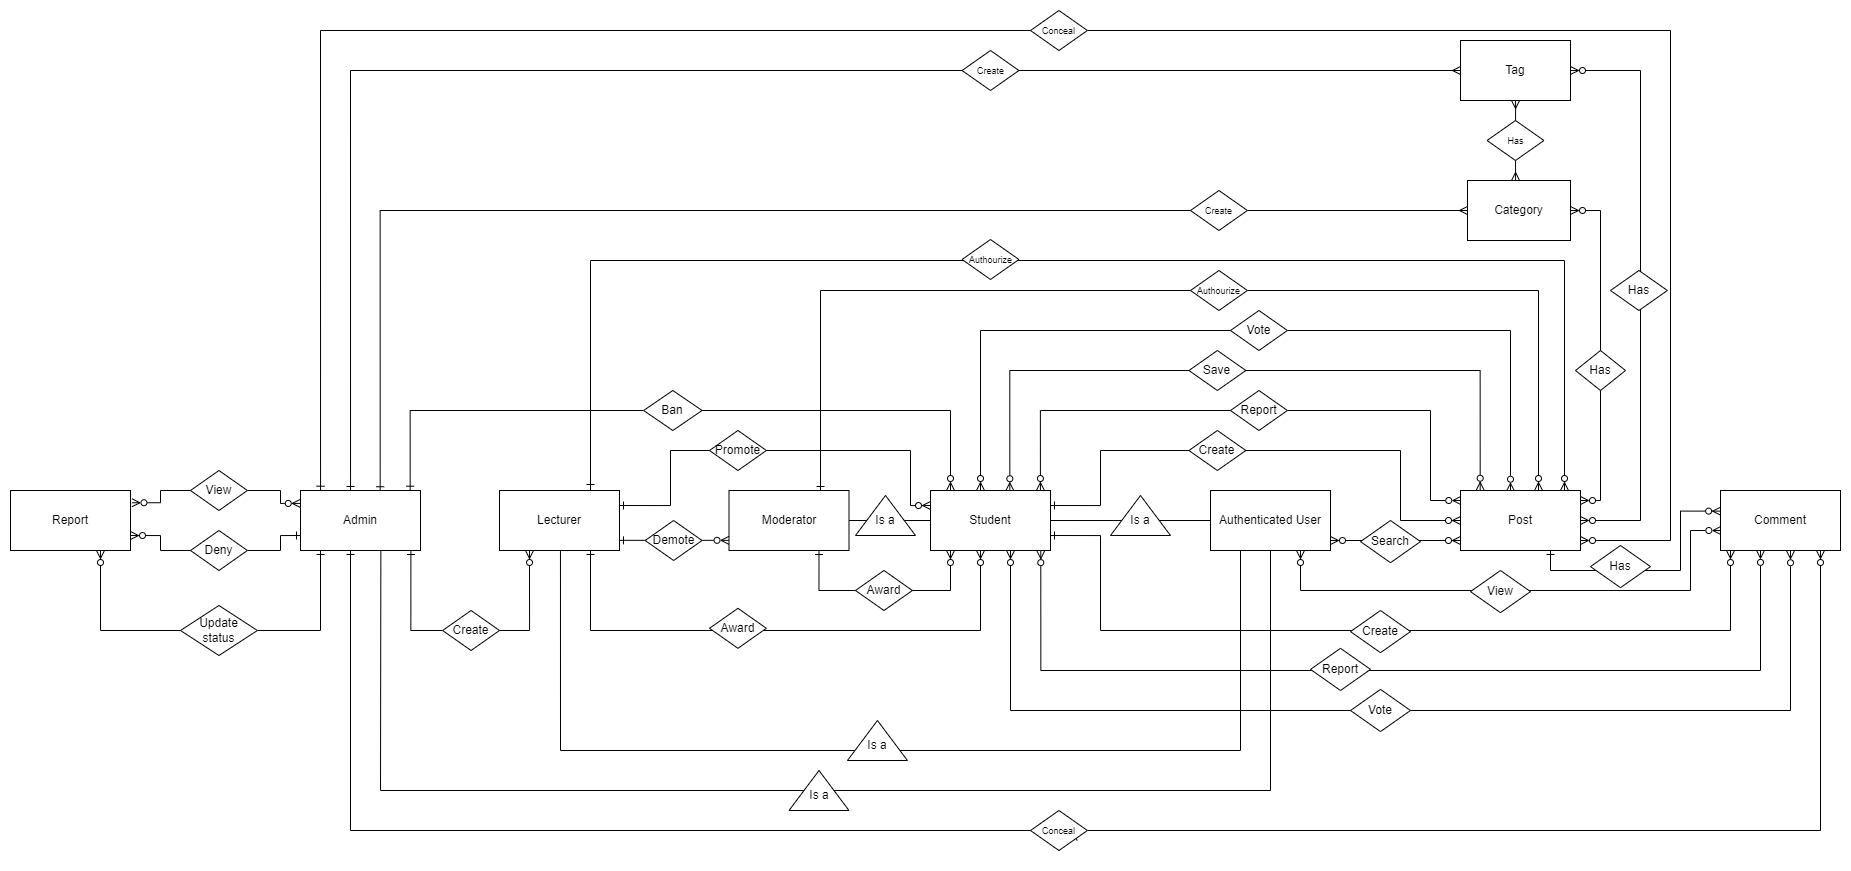 Conceal
Create
Tag
Has
Create
Category
Authourize
Authourize
Has
Vote
Save
Has
Ban
Report
Promote
Create
View
Report
Admin
Lecturer
Moderator
Is a
Student
Is a
Authenticated User
Post
Comment
Deny
Demote
Search
Has
Award
View
Update
status
Create
Award
Create
Report
Vote
Is a
Is a
Conceal